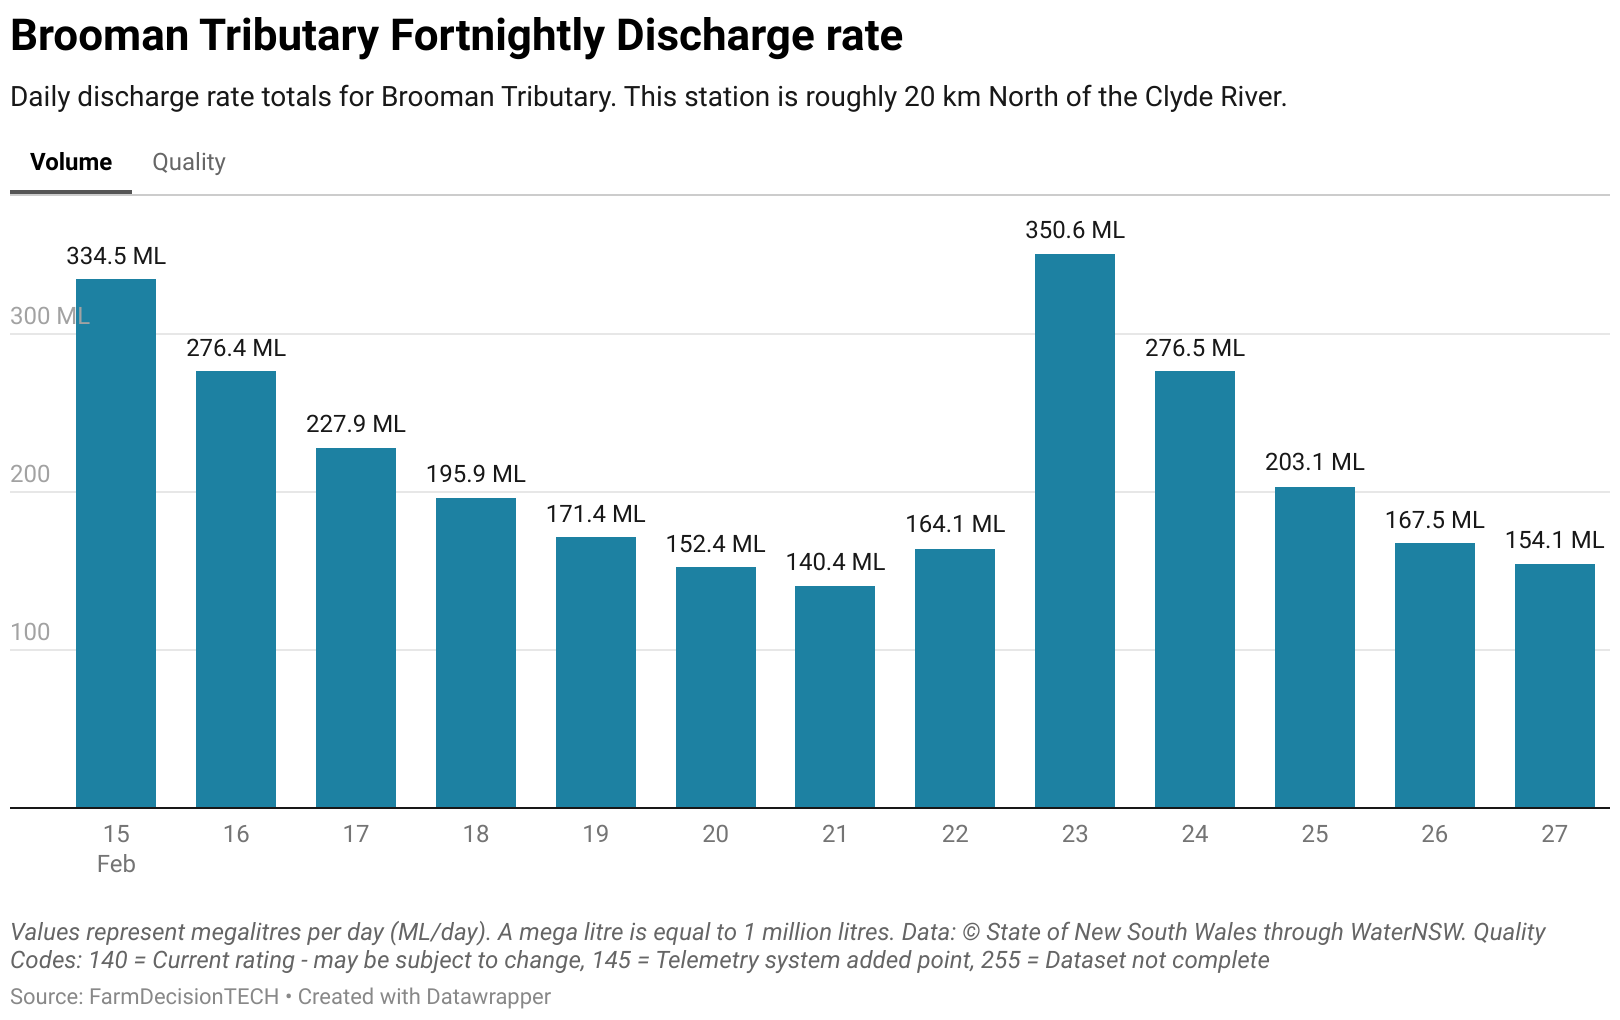 Brooman Tributary Fortnightly Discharge rate
Daily discharge rate totals for Brooman Tributary. This station is roughly 20 km North of the Clyde River.
Volume Quality
350.6 ML
334.5 ML
300 ML
276.4 ML 276.5 ML
227.9 ML
203.1 ML
200 195.9 ML
171.4 ML 164.1 ML 167.5 ML
152.4 ML 154.1 ML
140.4 ML
100
15 16 17 18 19 20 21 22 23 24 25 26 27
Feb
Values represent megalitres per day (ML/day). A mega litre is equal to 1 million litres. Data: © State of New South Wales through WaterNSW. Quality
Codes: 140 = Current rating - may be subject to change, 145 = Telemetry system added point, 255 = Dataset not complete
Source: FarmDecisionTECH • Created with Datawrapper